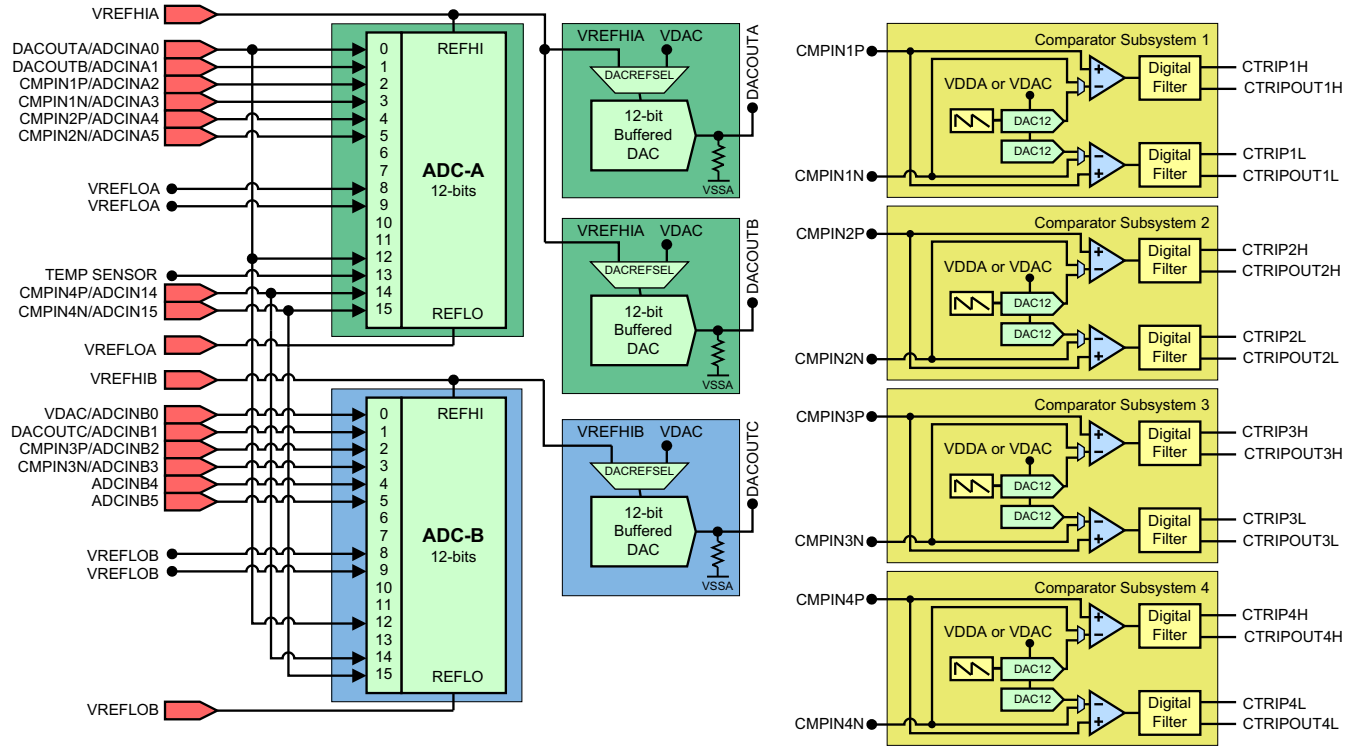 VREFHIA
DACOUTA/ADCINA0
DACOUTB/ADCINA1
CMPIN1P/ADCINA2
CMPIN1N/ADCINA3
CMPIN2P/ADCINA4
CMPIN2N/ADCINA5
VREFLOA
VREFLOA
TEMP SENSOR
CMPIN4P/ADCIN14
CMPIN4N/ADCIN15
VREFLOA
REFHI
0
1
2
3
4
5
6
7
8
9
10
11
12
13
14
15
ADC-A
12-bits
REFLO
VREFHIB
VDAC/ADCINB0
DACOUTC/ADCINB1
CMPIN3P/ADCINB2
CMPIN3N/ADCINB3
ADCINB4
ADCINB5
VREFLOB
VREFLOB
VREFLOB
REFHI
0
1
2
3
4
5
6
7
8
9
10
11
12
13
14
15
ADC-B
12-bits
REFLO
VREFHIA VDAC
DACREFSEL
12-bit
Buffered
DAC
VSSA
DACOUTA
VREFHIA VDAC
DACREFSEL
12-bit
Buffered
DAC
VSSA
DACOUTB
VREFHIB VDAC
DACREFSEL
12-bit
Buffered
DAC
VSSA
DACOUTC
Comparator Subsystem 1
CMPIN1P
CMPIN1N
VDDA or VDAC
DAC12
DAC12
Digital
Filter
Digital
Filter
CTRIP1H
CTRIPOUT1H
CTRIP1L
CTRIPOUT1L
Comparator Subsystem 2
CMPIN2P
CMPIN2N
VDDA or VDAC
DAC12
DAC12
Digital
Filter
Digital
Filter
CTRIP2H
CTRIPOUT2H
CTRIP2L
CTRIPOUT2L
Comparator Subsystem 3
CMPIN3P
CMPIN3N
VDDA or VDAC
DAC12
DAC12
Digital
Filter
Digital
Filter
CTRIP3H
CTRIPOUT3H
CTRIP3L
CTRIPOUT3L
Comparator Subsystem 4
CMPIN4P
CMPIN4N
VDDA or VDAC
DAC12
DAC12
Digital
Filter
Digital
Filter
CTRIP4H
CTRIPOUT4H
CTRIP4L
CTRIPOUT4L